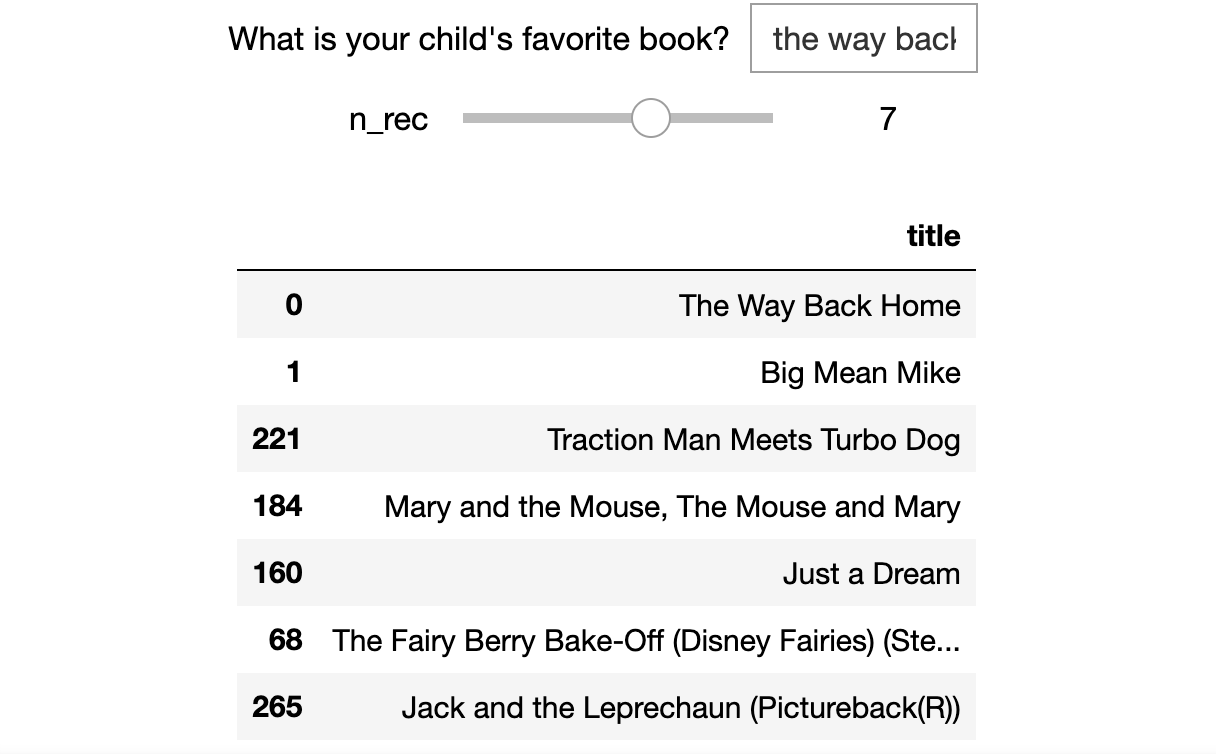 What is your child's favorite book? the way back
n_rec 7
title
0 The Way Back Home
1 Big Mean Mike
221 Traction Man Meets Turbo Dog
184 Mary and the Mouse, The Mouse and Mary
160 Just a Dream
68 The Fairy Berry Bake-Off (Disney Fairies) (Ste...
265 Jack and the Leprechaun (Pictureback(R))